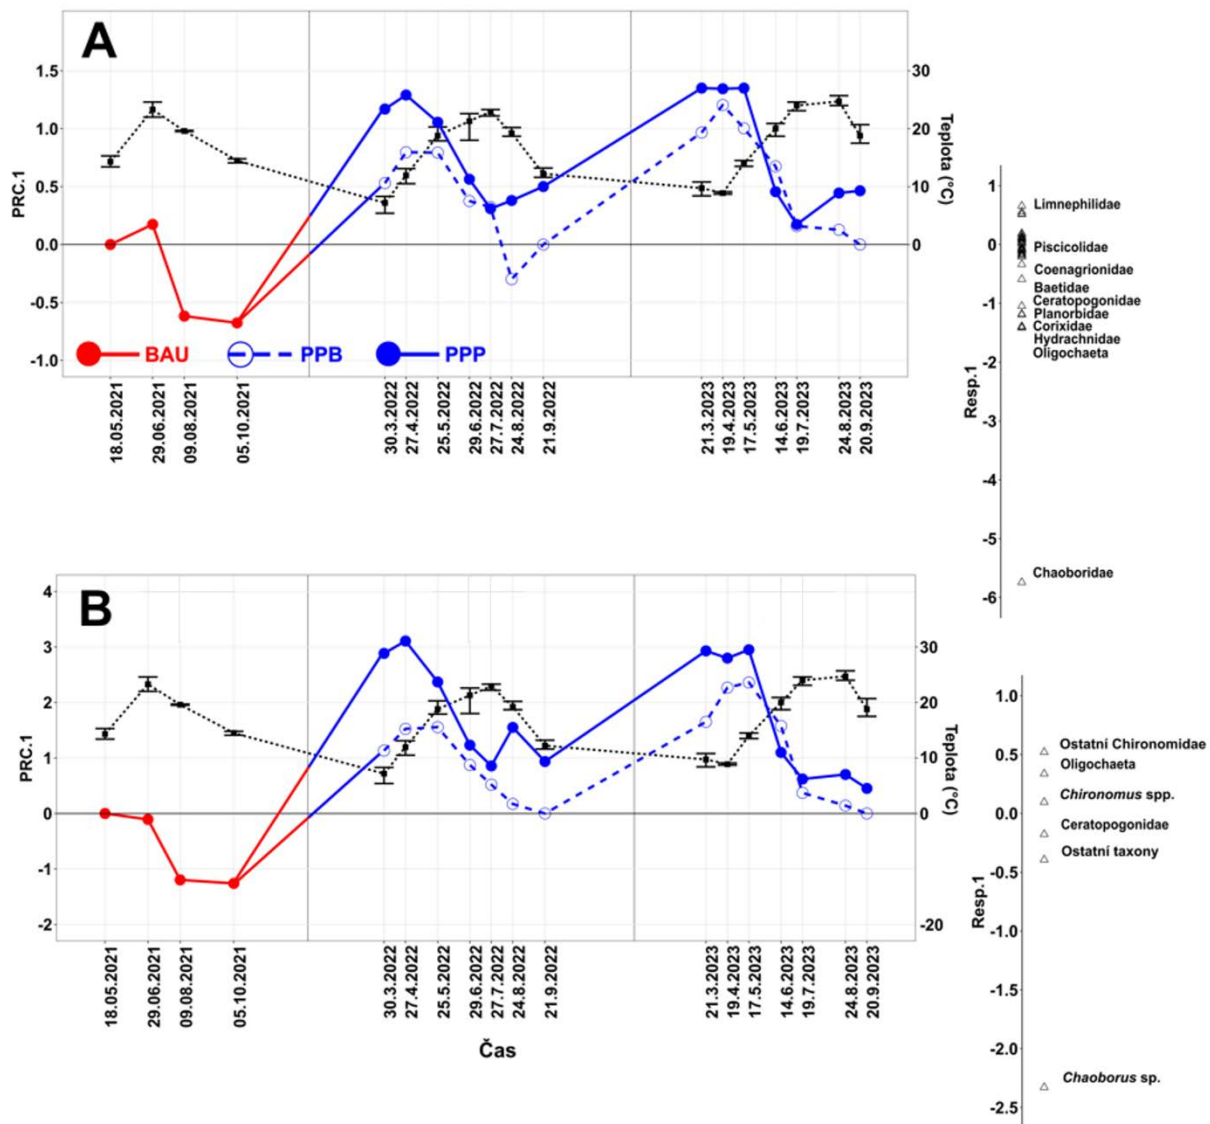 A
1.5
1.0
0.5
0.0
-0.5
-1.0
PRC.1
30
20
10
0
Teplota (°C)
BAU PPB PPP
18.05.2021
29.06.2021
09.08.2021
05.10.2021
30.3.2022
27.4.2022
25.5.2022
29.6.2022
27.7.2022
24.8.2022
21.9.2022
21.3.2023
19.4.2023
17.5.2023
14.6.2023
19.7.2023
24.8.2023
20.9.2023
1
0
-1
-2
-3
-4
-5
-6
Resp.1
Limnephilidae
Piscicolidae
Coenagrionidae
Baetidae
Ceratopogonidae
Planorbidae
Corixidae
Hydrachnidae
Oligochaeta
Chaoboridae
B
4
3
2
1
0
-1
-2
PRC.1
30
20
10
0
-20
Teplota (°C)
18.05.2021
29.06.2021
09.08.2021
05.10.2021
30.3.2022
27.4.2022
25.5.2022
29.6.2022
27.7.2022
24.8.2022
21.9.2022
21.3.2023
19.4.2023
17.5.2023
14.6.2023
19.7.2023
24.8.2023
20.9.2023
Čas
1.0
0.5
0.0
-0.5
-1.0
-1.5
-2.0
-2.5
Resp.1
Ostatní Chironomidae
Oligochaeta
Chironomus spp.
Ceratopogonidae
Ostatní taxony
Chaoborus sp.